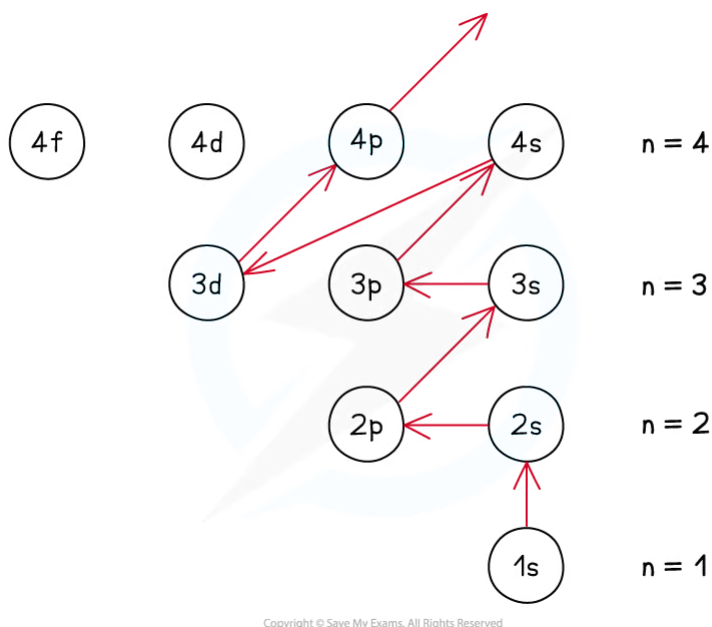 4f 4d 4p 4s n = 4
3d 3p 3s n = 3
2p 2s n = 2
1s n = 1
Copyright © Save My Exams. All Rights Reserved